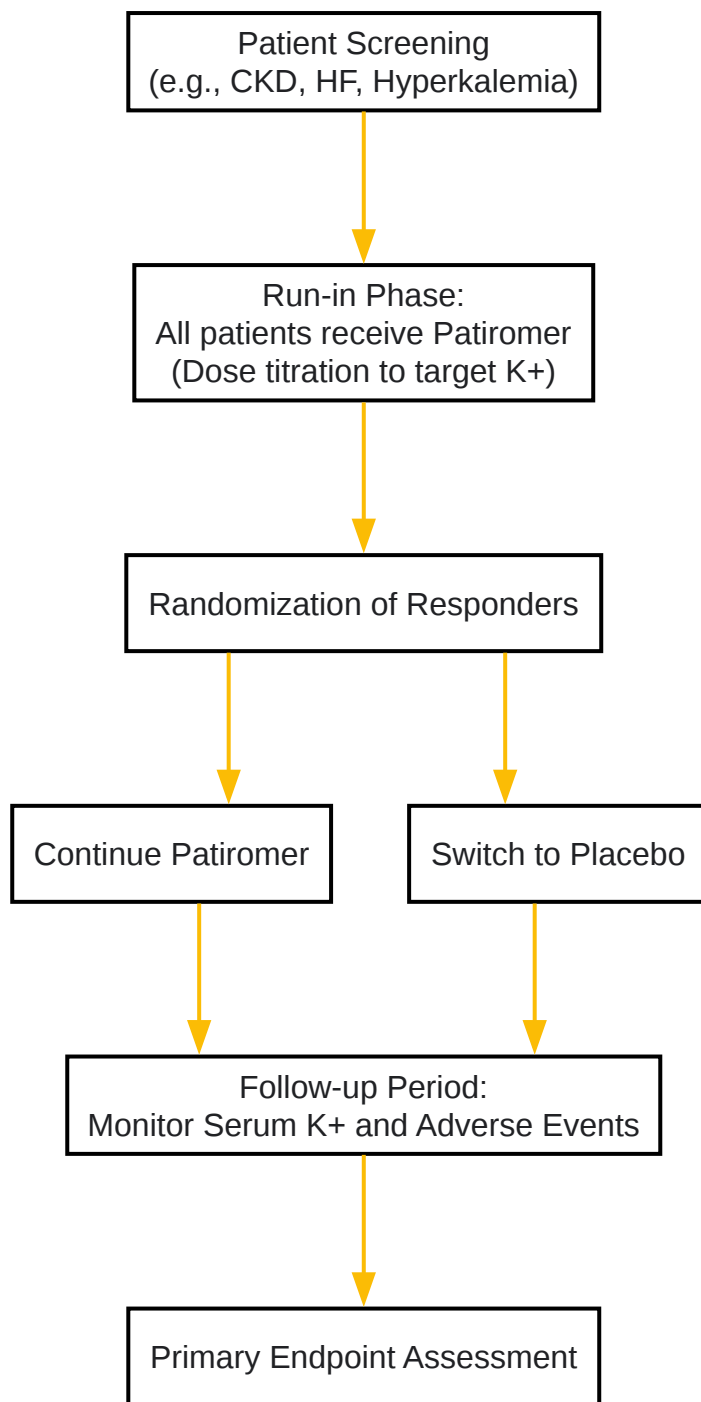 Patient Screening
(e.g., CKD, HF, Hyperkalemia)
Run-in Phase:
All patients receive Patiromer
(Dose titration to target K+)
Randomization of Responders
Continue Patiromer
Switch to Placebo
Follow-up Period:
Monitor Serum K+ and Adverse Events
Primary Endpoint Assessment